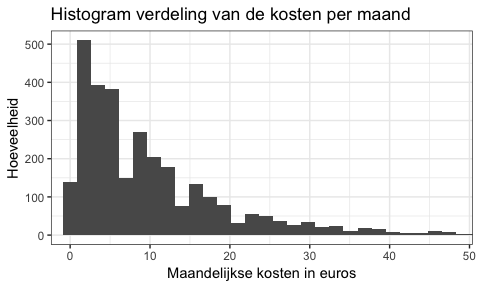 Histogram verdeling van de kosten per maand
500
400
300
200
100
0
Hoeveelheid
0 10 20 30 40 50
Maandelijkse kosten in euros